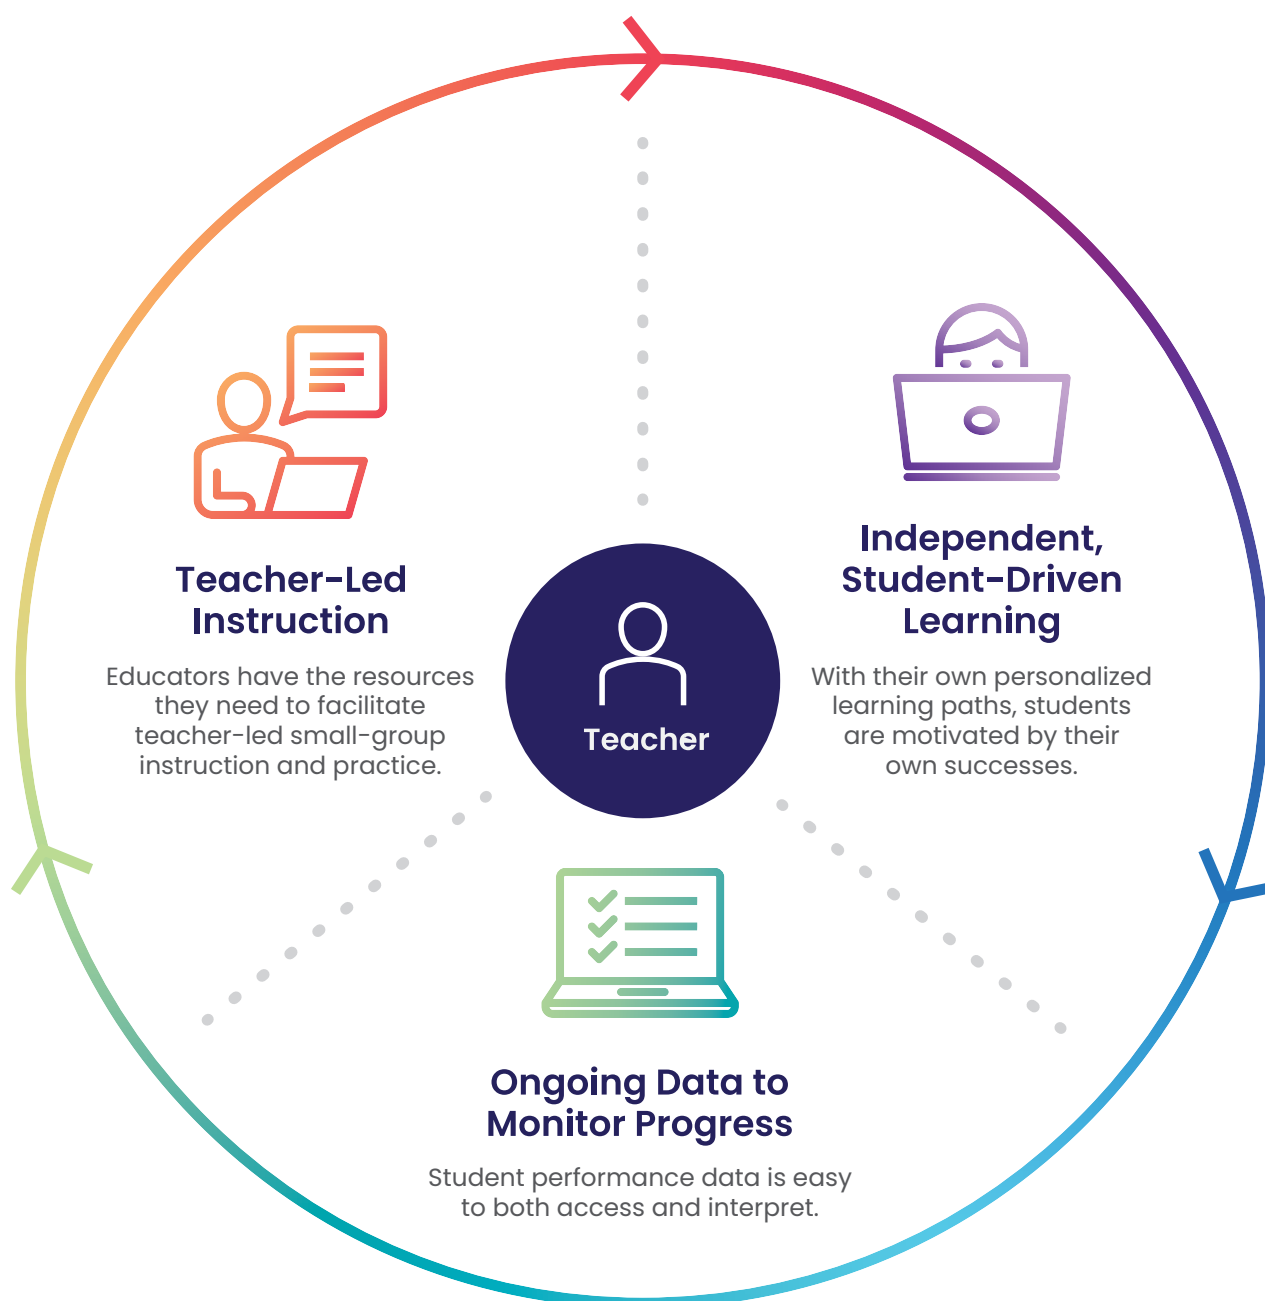 Teacher-Led
Instruction
Educators have the resources
they need to facilitate
teacher-led small-group
instruction and practice.
Teacher
Independent,
Student-Driven
Learning
With their own personalized
learning paths, students
are motivated by their
own successes.
Ongoing Data to
Monitor Progress
Student performance data is easy
to both access and interpret.